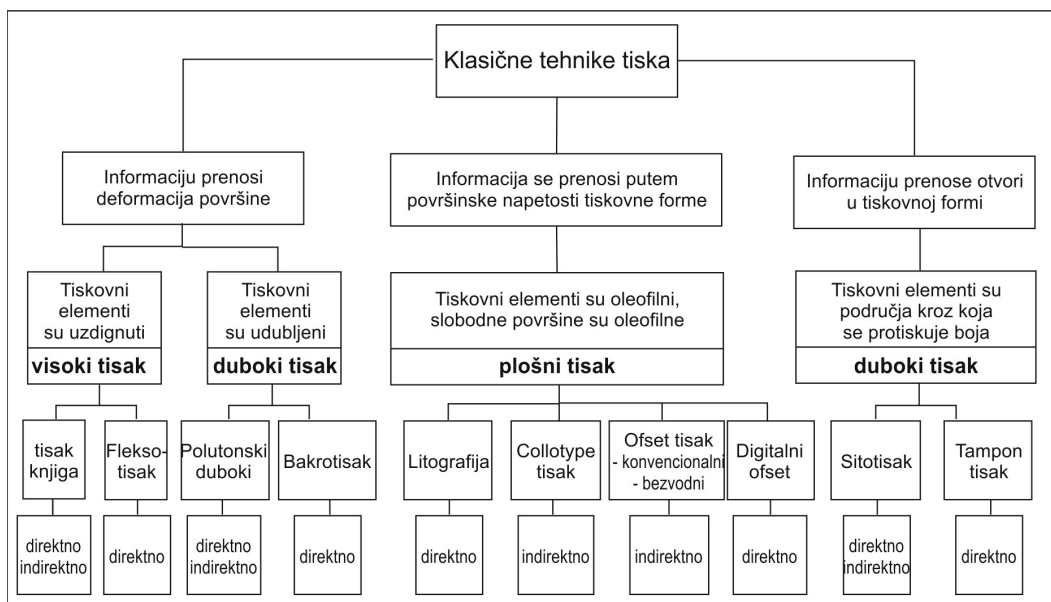 Klasične tehnike tiska
Informaciju prenosi
deformacija površine
Informacija se prenosi putem
površinske napetosti tiskovne forme
Informaciju prenose otvori
u tiskovnoj formi
Tiskovni
elementi
su uzdignuti
visoki tisak
Tiskovni
elementi
su udubljeni
duboki tisak
Tiskovni elementi su oleofilni,
slobodne površine su oleofilne
plošni tisak
Tiskovni elementi su
područja kroz koja
se protiskuje boja
duboki tisak
tisak
knjiga
Flekso-
tisak
Polutonski
duboki
Bakrotisak
Litografija
Collotype
tisak
Ofset tisak
- konvencionalni
- bezvodni
Digitalni
ofset
Sitotisak
Tampon
tisak
direktno
indirektno
direktno
direktno
indirektno
direktno
direktno
indirektno
indirektno
direktno
direktno
indirektno
direktno